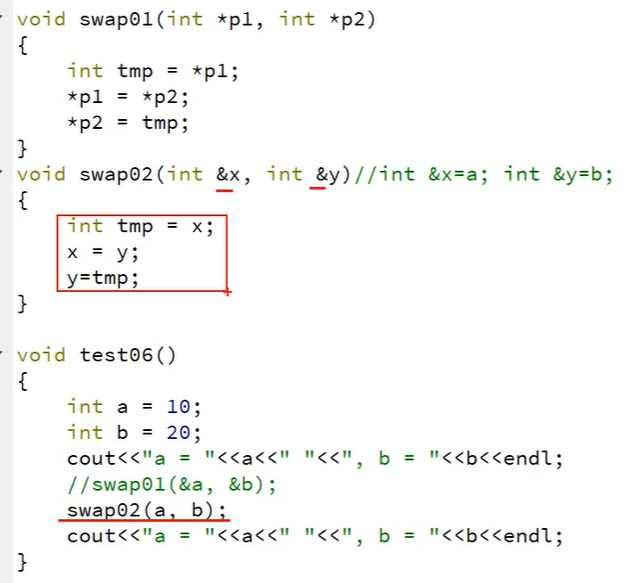 void swap01(int *p1, int *p2)
{
    int tmp = *p1;
    *p1 = *p2;
    *p2 = tmp;
}
void swap02(int &x, int &y)//int &x=a; int &y=b;
{
    int tmp = x;
    x = y;
    y=tmp;
}
void test06()
{
    int a = 10;
    int b = 20;
    cout<<"a = "<<a<<" "<<", b = "<<b<<endl;
    //swap01(&a, &b);
    swap02(a, b);
    cout<<"a = "<<a<<" "<<", b = "<<b<<endl;
}